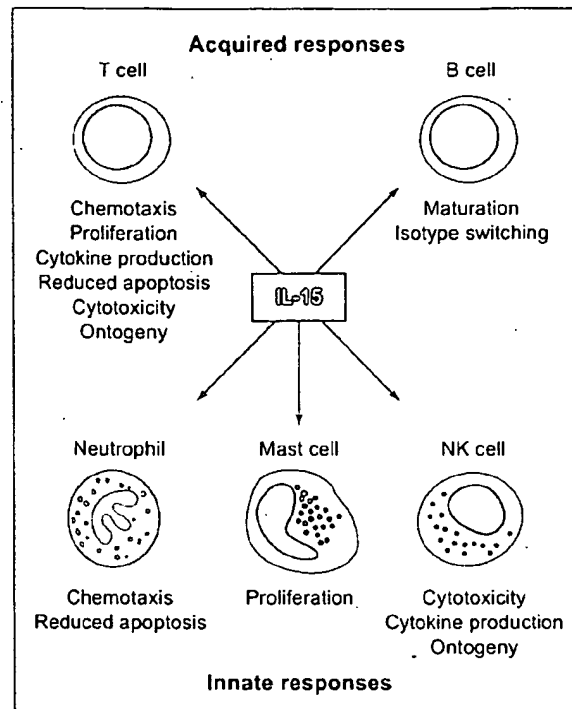 Acquired responses
T cell
Chemotaxis
Proliferation
Cytokine production
Reduced apoptosis
Cytotoxicity
Ontogeny
B cell
Maturation
Isotype switching
IL-15
Neutrophil
Chemotaxis
Reduced apoptosis
Mast cell
Proliferation
NK cell
Cytotoxicity
Cytokine production
Ontogeny
Innate responses